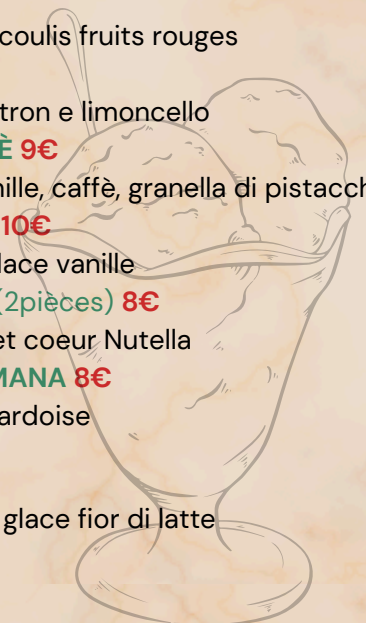 coulis fruits rouges
tron e limoncello
È 9€
ille, caffè, granella di pistacch
10€
lace vanille
(2pièces) 8€
et coeur Nutella
MANA 8€
ardoise
glace fior di latte